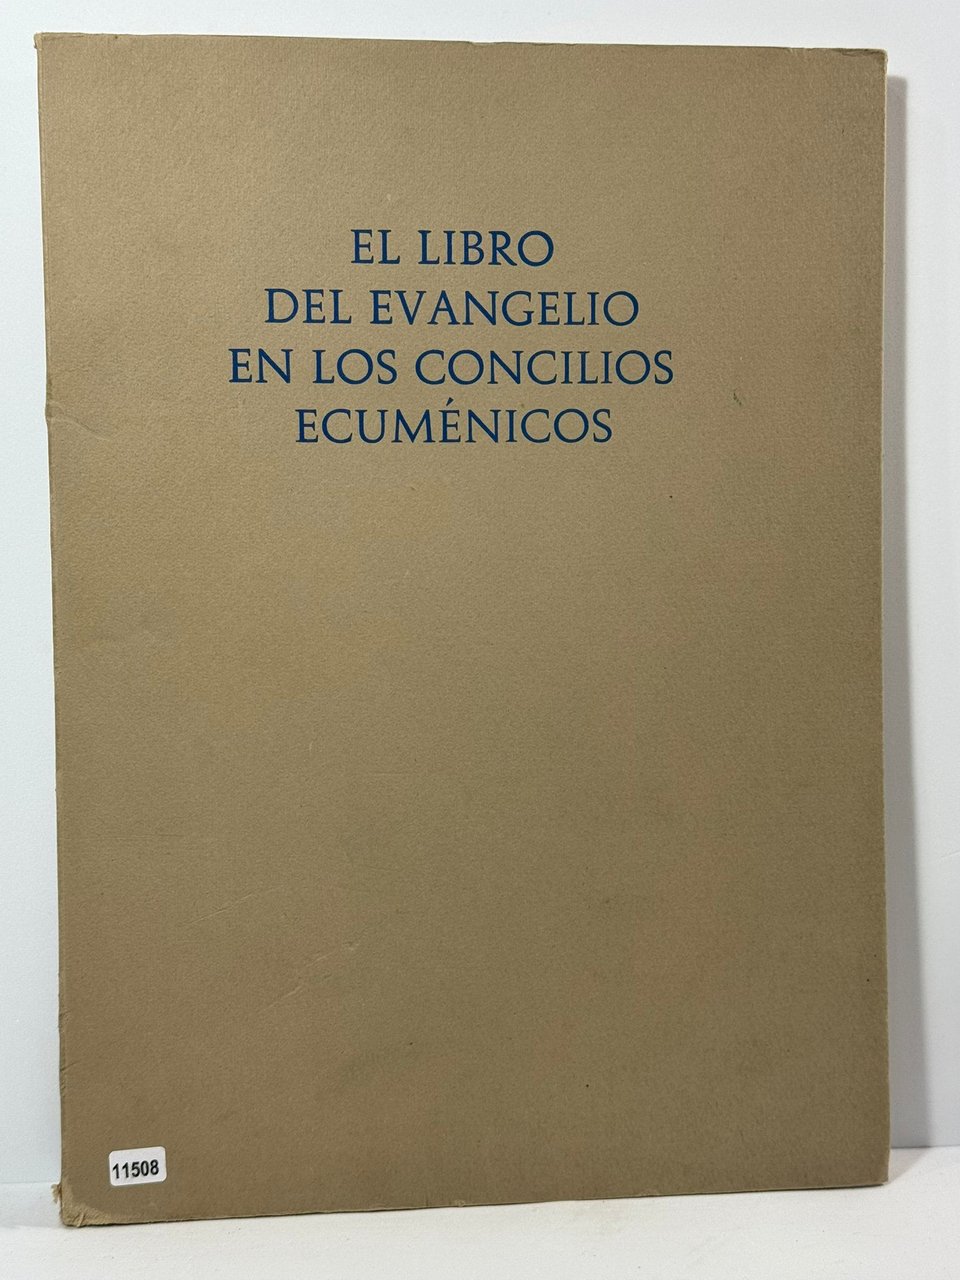 EL LIBRO
DEL EVANGELIO
EN LOS CONCILIOS
ECUMÉNICOS
11508